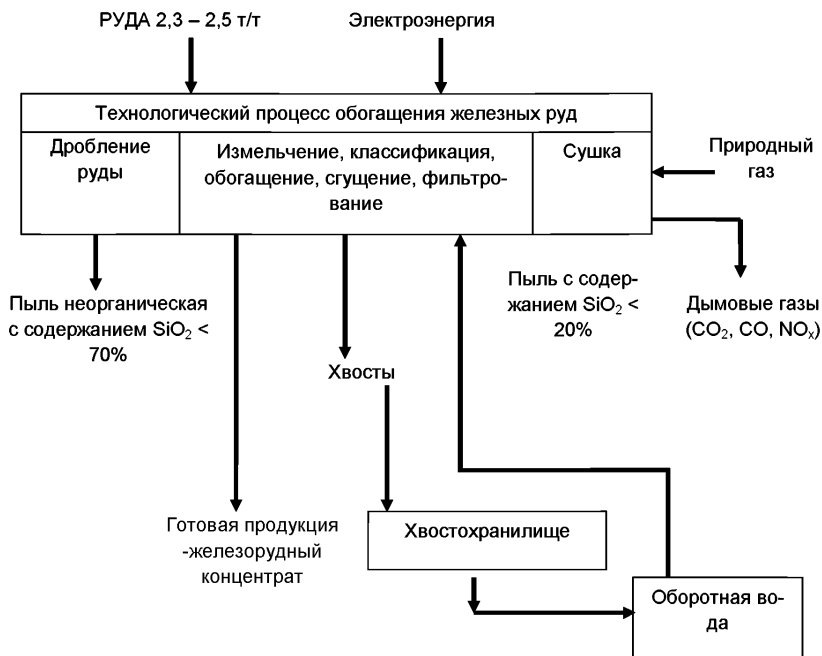 РУДА 2,3 – 2,5 т/т
Электроэнергия
Технологический процесс обогащения железных руд
Дробление
руды
Измельчение, классификация,
обогащение, сгущение, фильтро-
вание
Сушка
Природный
газ
Пыль неорганическая
с содержанием SiO₂ <
70%
Пыль с содер-
жанием SiO₂ <
20%
Дымовые газы
(CO₂, CO, NOₓ)
Хвосты
Готовая продукция
-железорудный
концентрат
Хвостохранилище
Оборотная во-
да